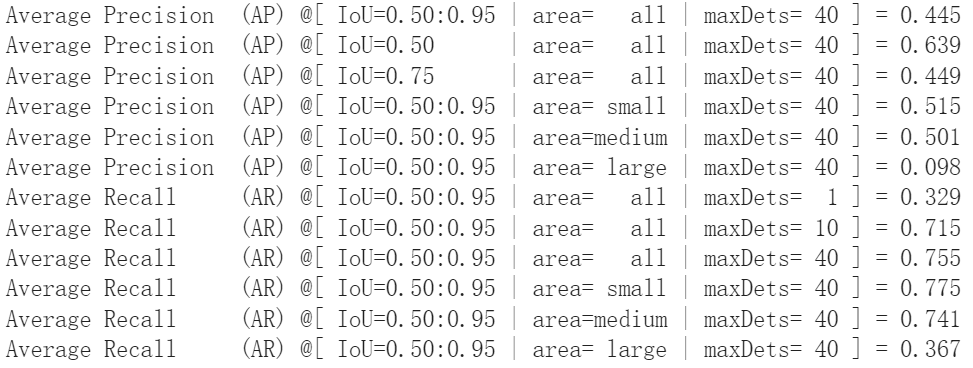 Average Precision  (AP) @[ IoU=0.50:0.95 | area=   all | maxDets= 40 ] = 0.445
Average Precision  (AP) @[ IoU=0.50      | area=   all | maxDets= 40 ] = 0.639
Average Precision  (AP) @[ IoU=0.75      | area=   all | maxDets= 40 ] = 0.449
Average Precision  (AP) @[ IoU=0.50:0.95 | area= small | maxDets= 40 ] = 0.515
Average Precision  (AP) @[ IoU=0.50:0.95 | area=medium | maxDets= 40 ] = 0.501
Average Precision  (AP) @[ IoU=0.50:0.95 | area= large | maxDets= 40 ] = 0.098
Average Recall     (AR) @[ IoU=0.50:0.95 | area=   all | maxDets=  1 ] = 0.329
Average Recall     (AR) @[ IoU=0.50:0.95 | area=   all | maxDets= 10 ] = 0.715
Average Recall     (AR) @[ IoU=0.50:0.95 | area=   all | maxDets= 40 ] = 0.755
Average Recall     (AR) @[ IoU=0.50:0.95 | area= small | maxDets= 40 ] = 0.775
Average Recall     (AR) @[ IoU=0.50:0.95 | area=medium | maxDets= 40 ] = 0.741
Average Recall     (AR) @[ IoU=0.50:0.95 | area= large | maxDets= 40 ] = 0.367